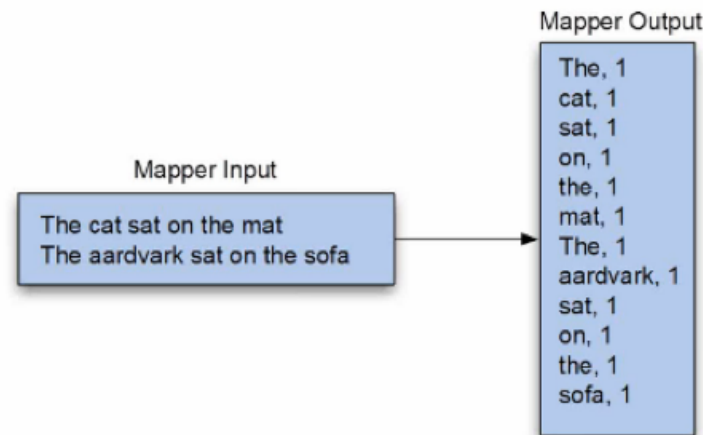 Mapper Output
The, 1
cat, 1
sat, 1
on, 1
the, 1
mat, 1
The, 1
aardvark, 1
sat, 1
on, 1
the, 1
sofa, 1
Mapper Input
The cat sat on the mat
The aardvark sat on the sofa